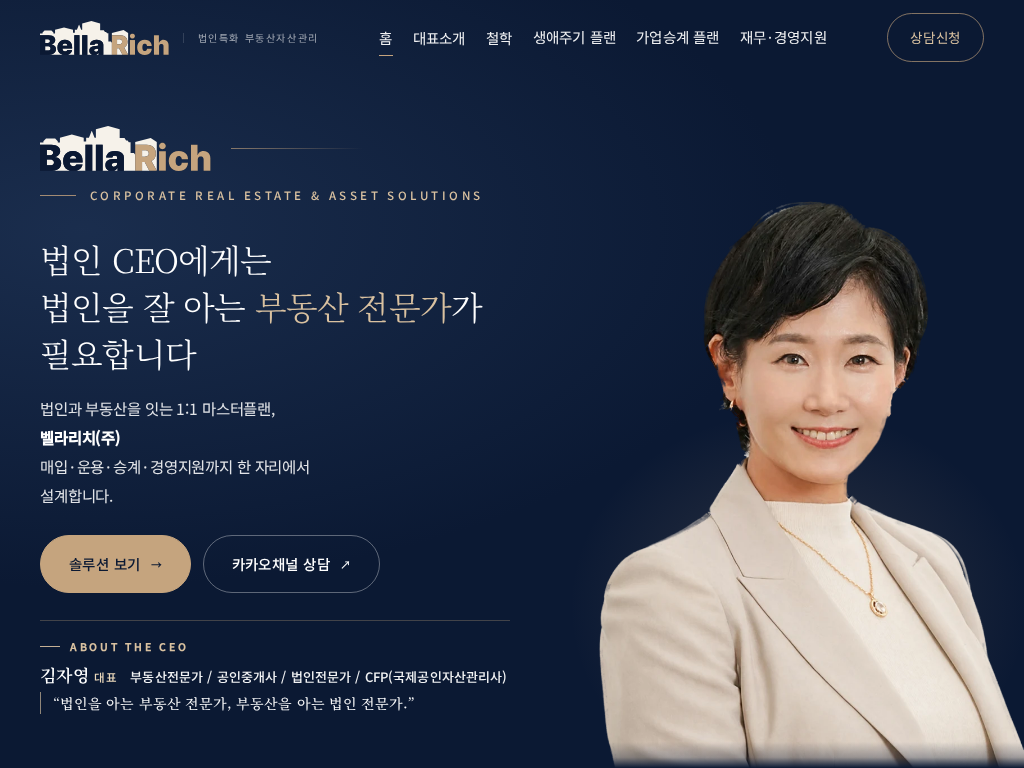 Bella Rich
법인특화 부동산자산관리
홈
대표소개
철학
생애주기 플랜
가업승계 플랜
재무·경영지원
상담신청
Bella Rich
CORPORATE REAL ESTATE & ASSET SOLUTIONS
법인 CEO에게는
법인을 잘 아는 부동산 전문가가
필요합니다
법인과 부동산을 잇는 1:1 마스터플랜,
벨라리치(주)
매입·운용·승계·경영지원까지 한 자리에서
설계합니다.
솔루션 보기 →
카카오채널 상담 ↗
ABOUT THE CEO
김자영 대표 부동산전문가 / 공인중개사 / 법인전문가 / CFP(국제공인자산관리사)
“법인을 아는 부동산 전문가, 부동산을 아는 법인 전문가.”